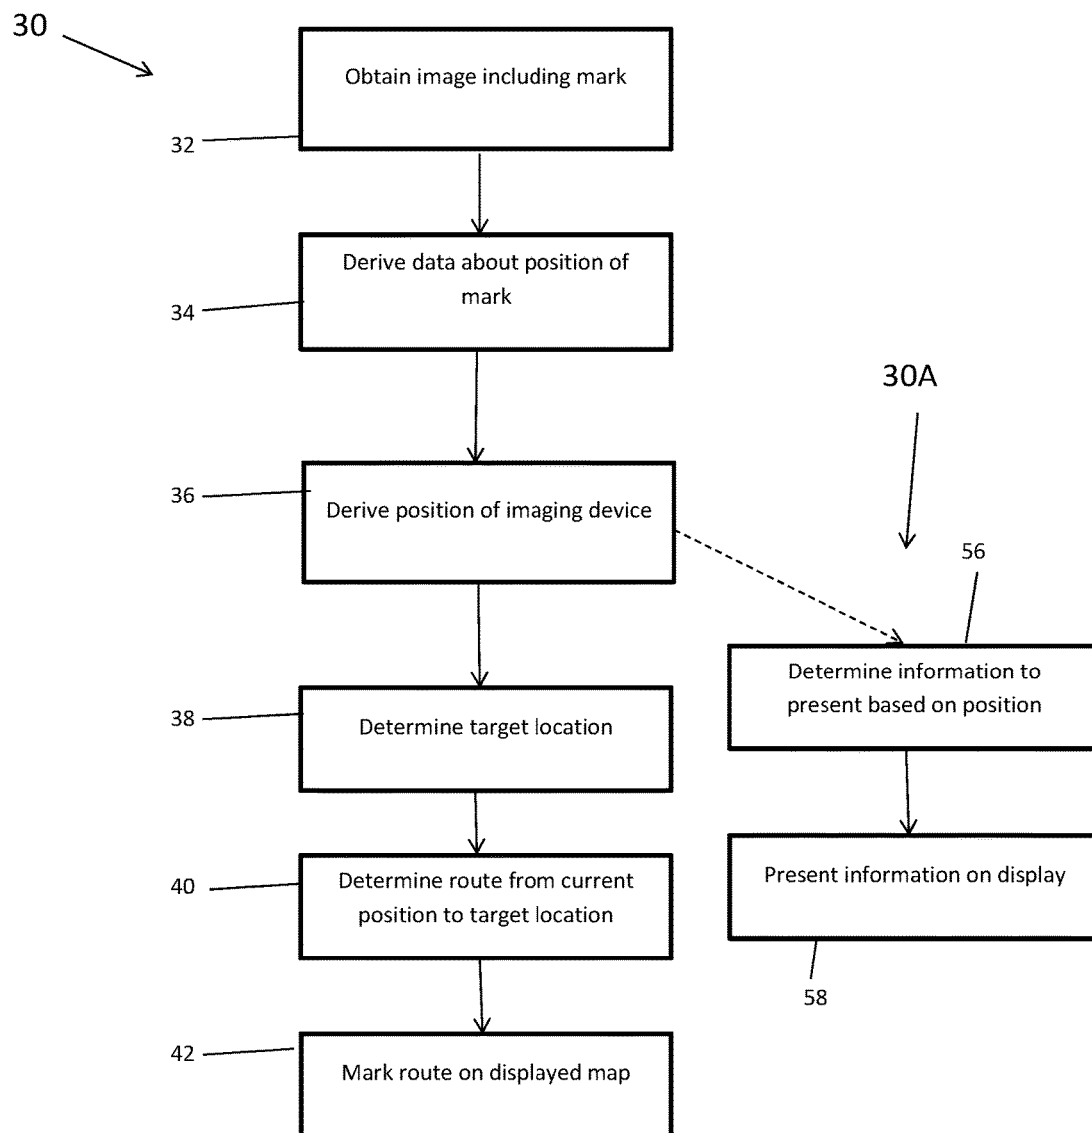 30
Obtain image including mark
32
Derive data about position of
mark
34
30A
36
Derive position of imaging device
56
Determine information to
present based on position
38
Determine target location
40
Determine route from current
position to target location
Present information on display
58
42
Mark route on displayed map